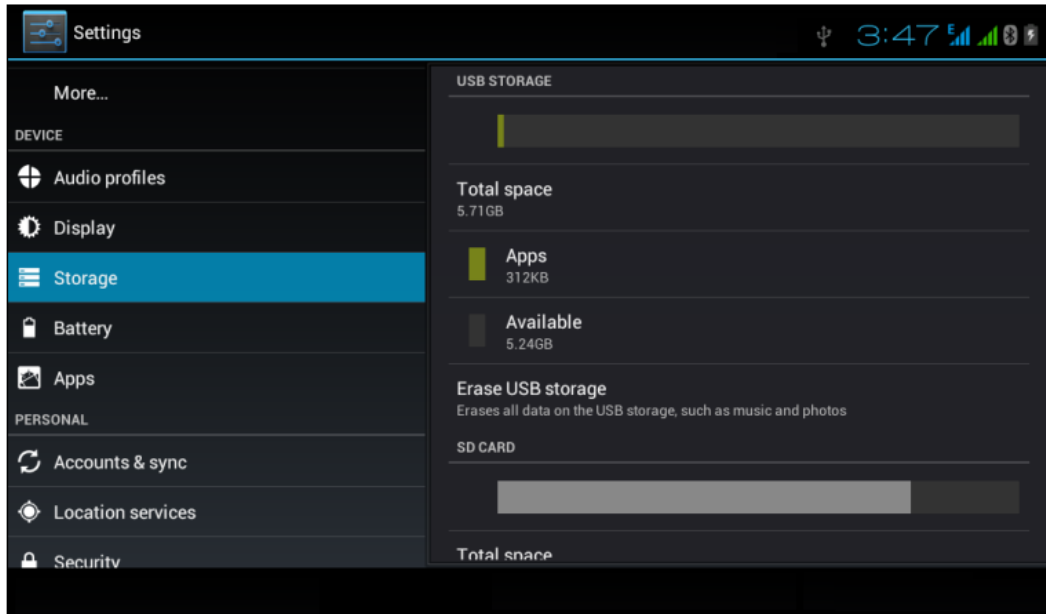 Settings
3:47
E
More...
DEVICE
Audio profiles
Display
Storage
Battery
Apps
PERSONAL
Accounts & sync
Location services
Security
USB STORAGE
Total space
5.71GB
Apps
312KB
Available
5.24GB
Erase USB storage
Erases all data on the USB storage, such as music and photos
SD CARD
Total space